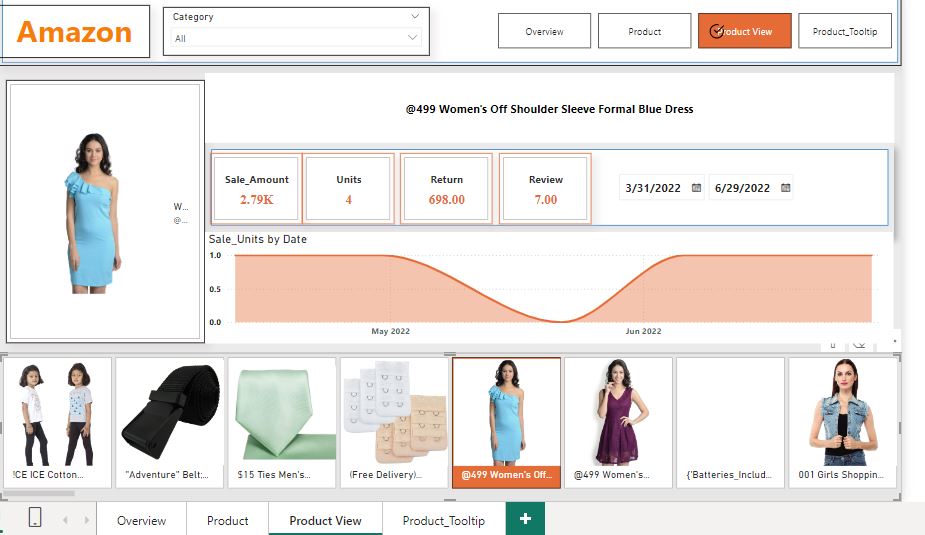 Amazon
Category
All
Overview
Product
Product View
Product_Tooltip
@499 Women's Off Shoulder Sleeve Formal Blue Dress
W...
@...
Sale_Amount
2.79K
Units
4
Return
698.00
Review
7.00
3/31/2022
6/29/2022
Sale_Units by Date
1.0
0.5
0.0
May 2022
Jun 2022
!CE ICE Cotton...
"Adventure" Belt;...
$15 Ties Men's...
(Free Delivery)...
@499 Women's Off...
@499 Women's...
{'Batteries_Includ...
001 Girls Shoppin...
Overview
Product
Product View
Product_Tooltip
+